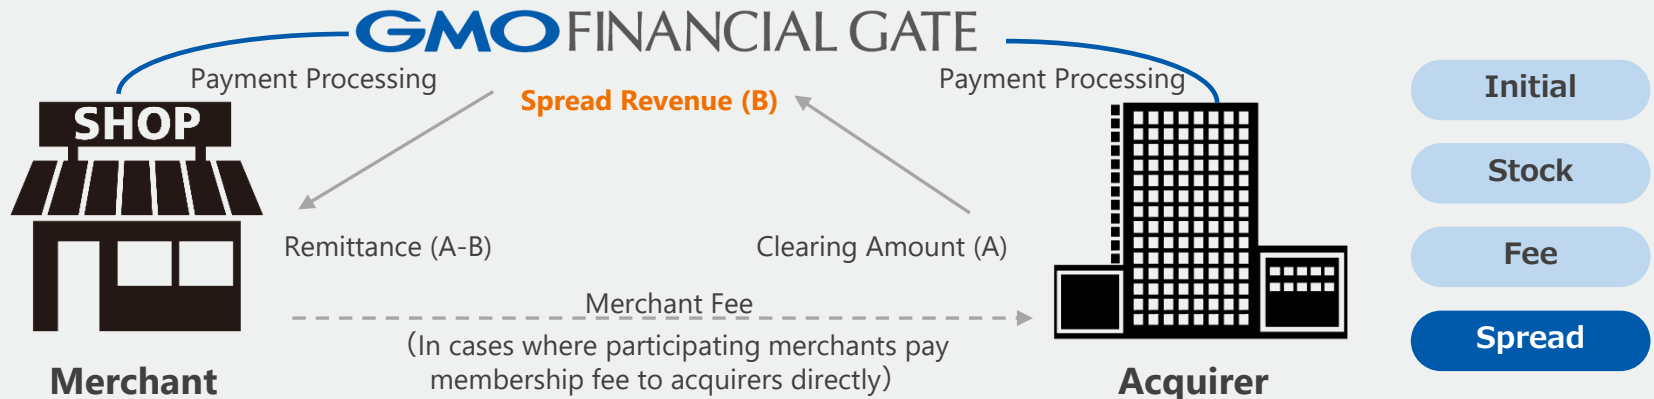 GMO FINANCIAL GATE
Payment Processing
Payment Processing
Spread Revenue (B)
SHOP
Remittance (A-B)
Clearing Amount (A)
Merchant Fee
（In cases where participating merchants pay
membership fee to acquirers directly）
Merchant
Acquirer
Initial
Stock
Fee
Spread